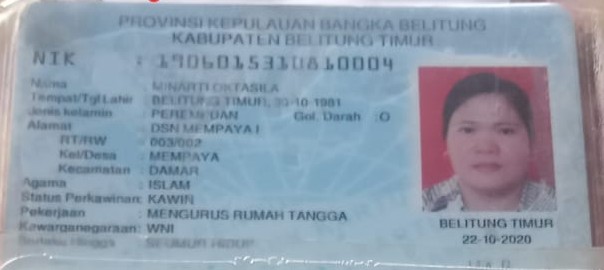 PROVINSI KEPULAUAN BANGKA BELITUNG
KABUPATEN BELITUNG TIMUR
NIK : 1906015310810004
Nama : MINARTI OKTASILA
Tempat/Tgl Lahir : BELITUNG TIMUR, -10-1981
Jenis kelamin : PEREMPUAN Gol. Darah : O
Alamat : DSN MEMPAYA I
RT/RW : 003/002
Kel/Desa : MEMPAYA
Kecamatan : DAMAR
Agama : ISLAM
Status Perkawinan: KAWIN
Pekerjaan : MENGURUS RUMAH TANGGA
Kewarganegaraan: WNI
Berlaku Hingga : SEUMUR HIDUP
BELITUNG TIMUR
22-10-2020